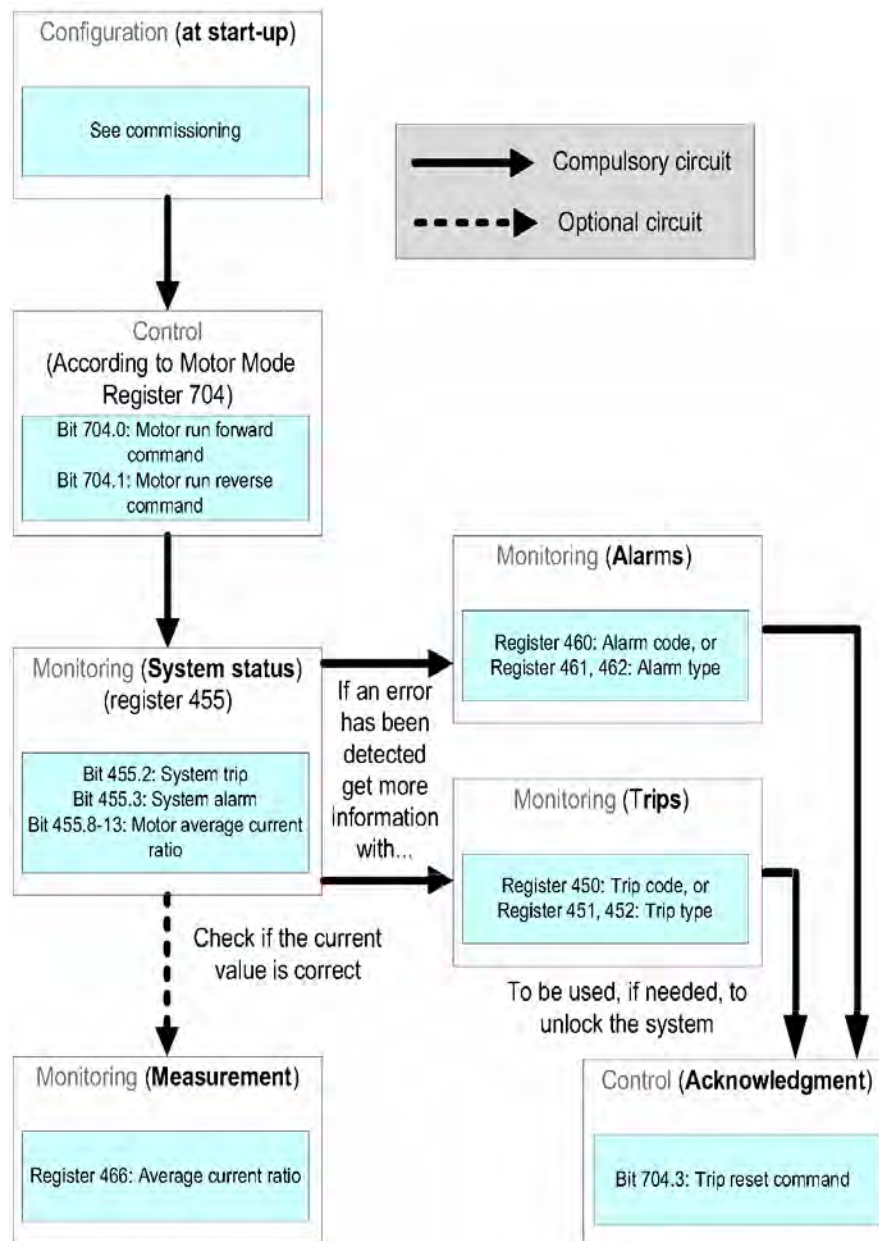 Configuration (at start-up)
See commissioning
Compulsory circuit
Optional circuit
Control
(According to Motor Mode
Register 704)
Bit 704.0: Motor run forward
command
Bit 704.1: Motor run reverse
command
Monitoring (System status)
(register 455)
Bit 455.2: System trip
Bit 455.3: System alarm
Bit 455.8-13: Motor average current
ratio
If an error
has been
detected
get more
information
with...
Monitoring (Alarms)
Register 460: Alarm code, or
Register 461, 462: Alarm type
Monitoring (Trips)
Register 450: Trip code, or
Register 451, 452: Trip type
Check if the current
value is correct
To be used, if needed, to
unlock the system
Monitoring (Measurement)
Register 466: Average current ratio
Control (Acknowledgment)
Bit 704.3: Trip reset command